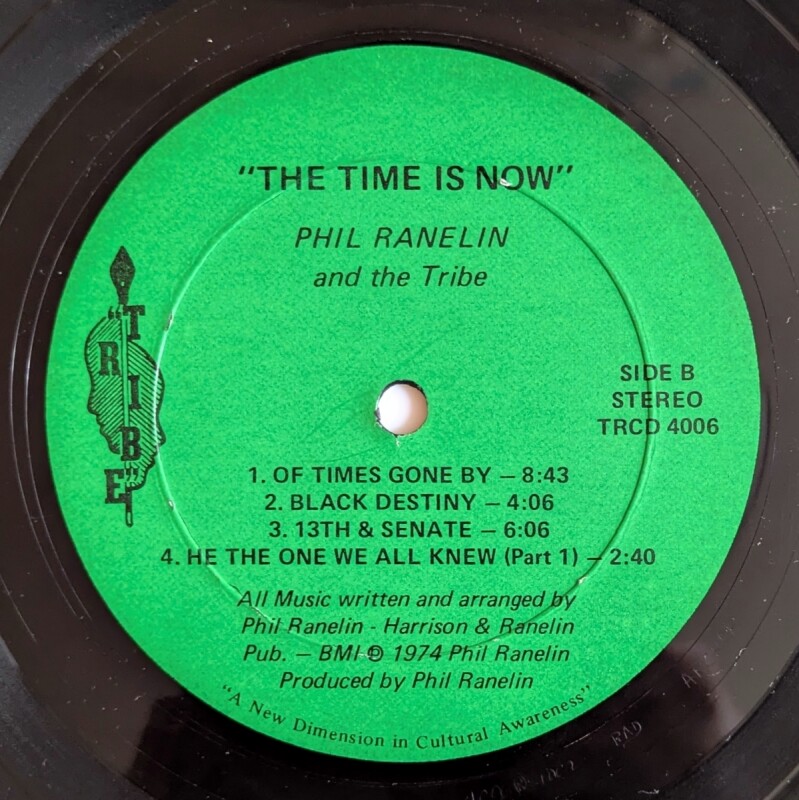 "THE TIME IS NOW"
PHIL RANELIN
and the Tribe
"TRIBE"
SIDE B
STEREO
TRCD 4006
1. OF TIMES GONE BY — 8:43
2. BLACK DESTINY — 4:06
3. 13TH & SENATE — 6:06
4. HE THE ONE WE ALL KNEW (Part 1) — 2:40
All Music written and arranged by
Phil Ranelin - Harrison & Ranelin
Pub. — BMI ℗ 1974 Phil Ranelin
Produced by Phil Ranelin
"A New Dimension in Cultural Awareness"